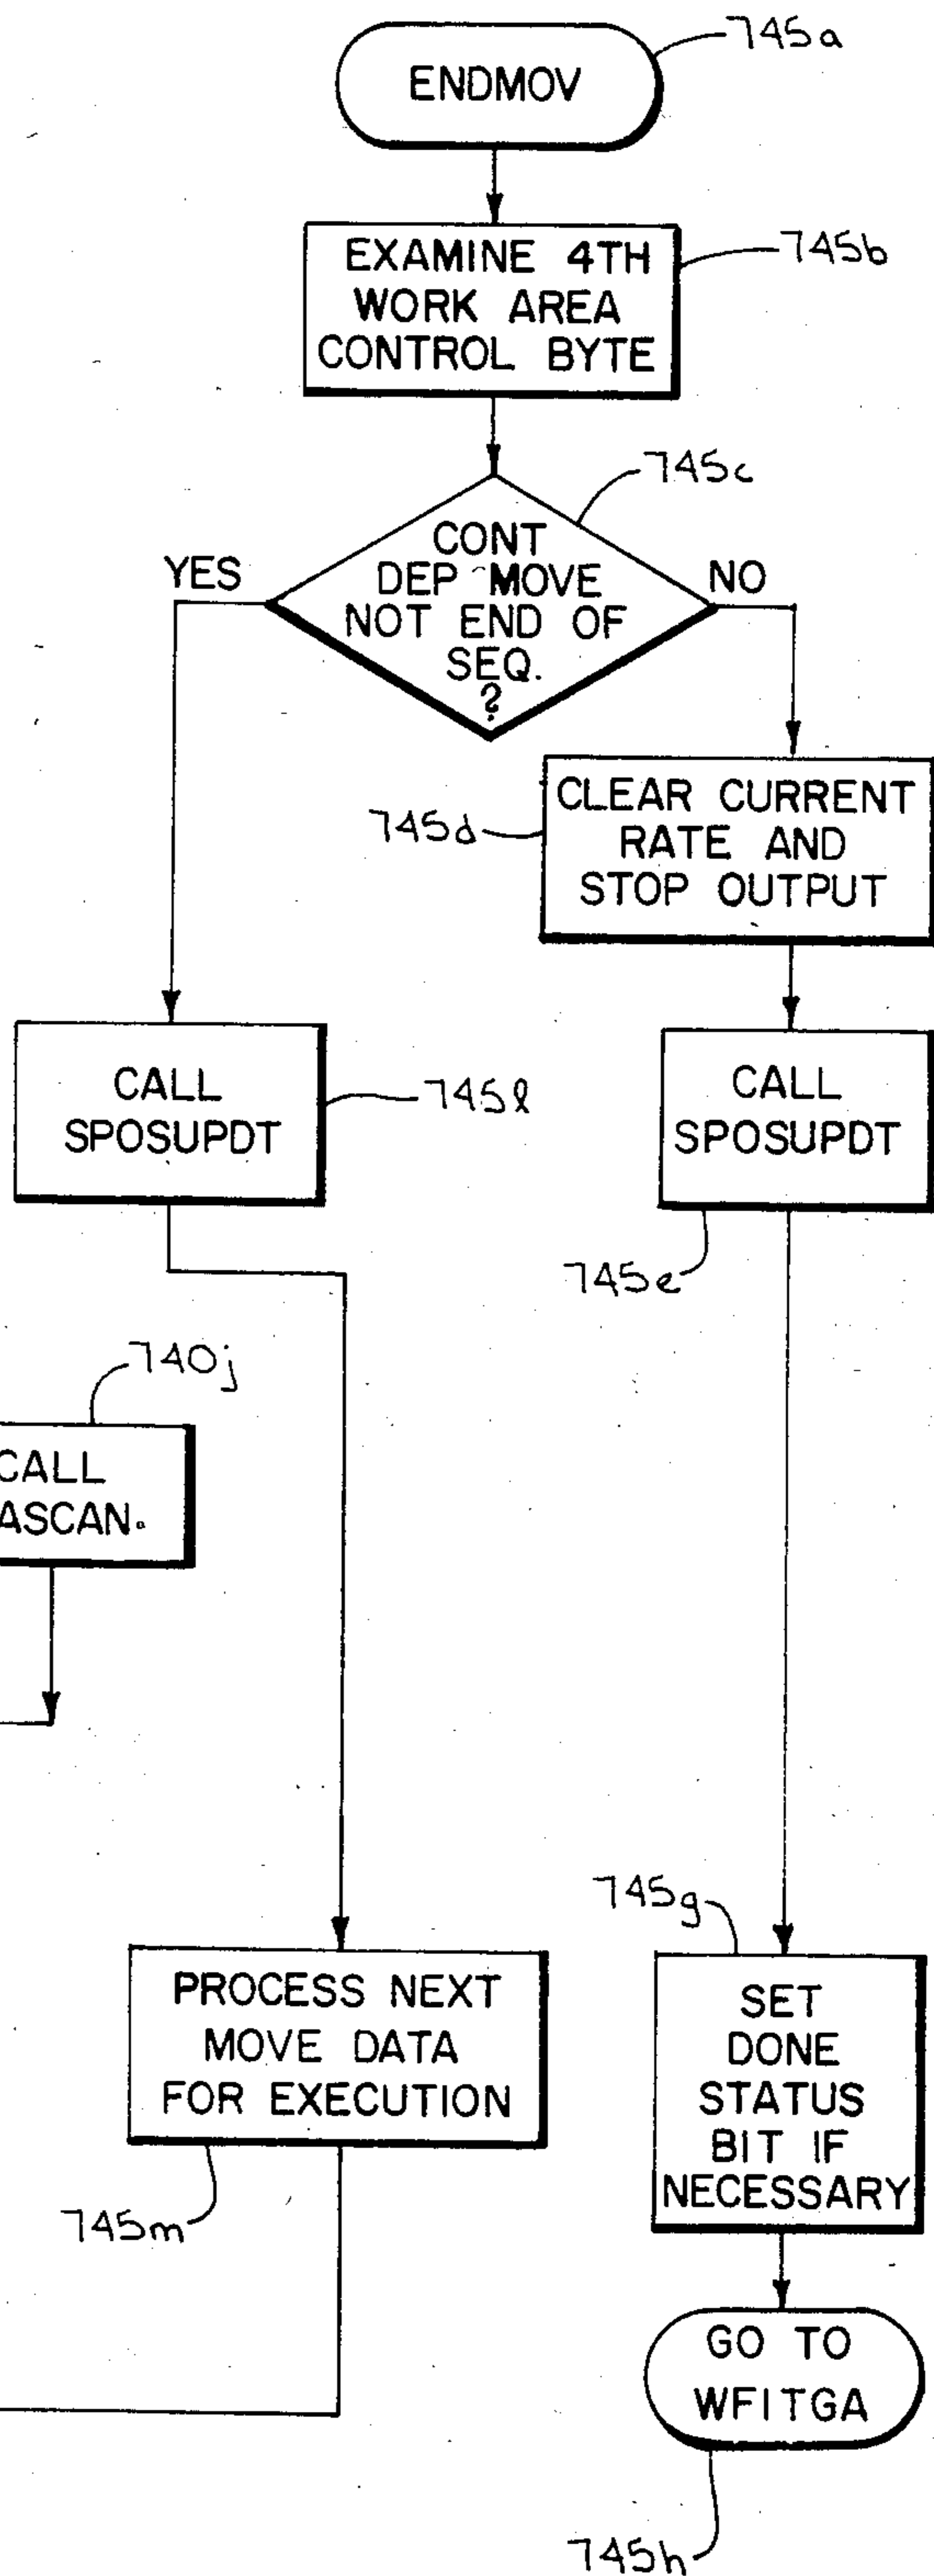 745a
ENDMOV
745b
EXAMINE 4TH
WORK AREA
CONTROL BYTE
745c
CONT
DEP MOVE
NOT END OF
SEQ.
?
YES
NO
745d
CLEAR CURRENT
RATE AND
STOP OUTPUT
CALL
SPOSUPDT
745l
CALL
SPOSUPDT
745e
740j
CALL
ASCAN.
745g
PROCESS NEXT
MOVE DATA
FOR EXECUTION
745m
SET
DONE
STATUS
BIT IF
NECESSARY
GO TO
WFITGA
745h